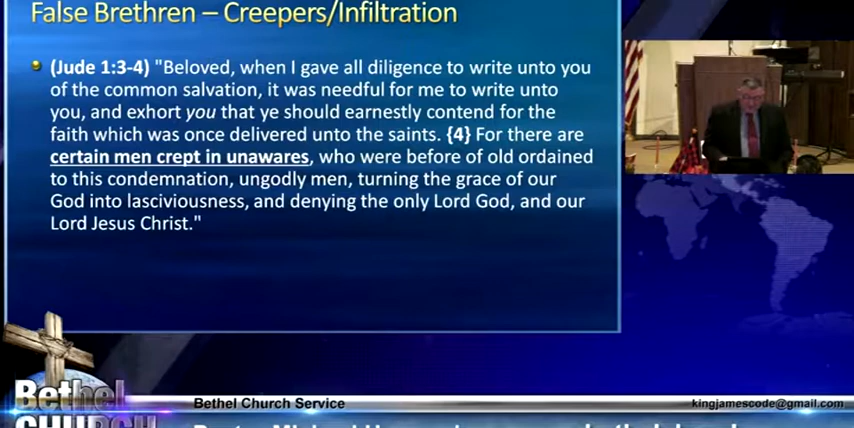 False Brethren – Creepers/Infiltration
(Jude 1:3-4) "Beloved, when I gave all diligence to write unto you
of the common salvation, it was needful for me to write unto
you, and exhort you that ye should earnestly contend for the
faith which was once delivered unto the saints. {4} For there are
certain men crept in unawares, who were before of old ordained
to this condemnation, ungodly men, turning the grace of our
God into lasciviousness, and denying the only Lord God, and our
Lord Jesus Christ."
Bethel
CHURCH
Bethel Church Service
kingjamescode@gmail.com